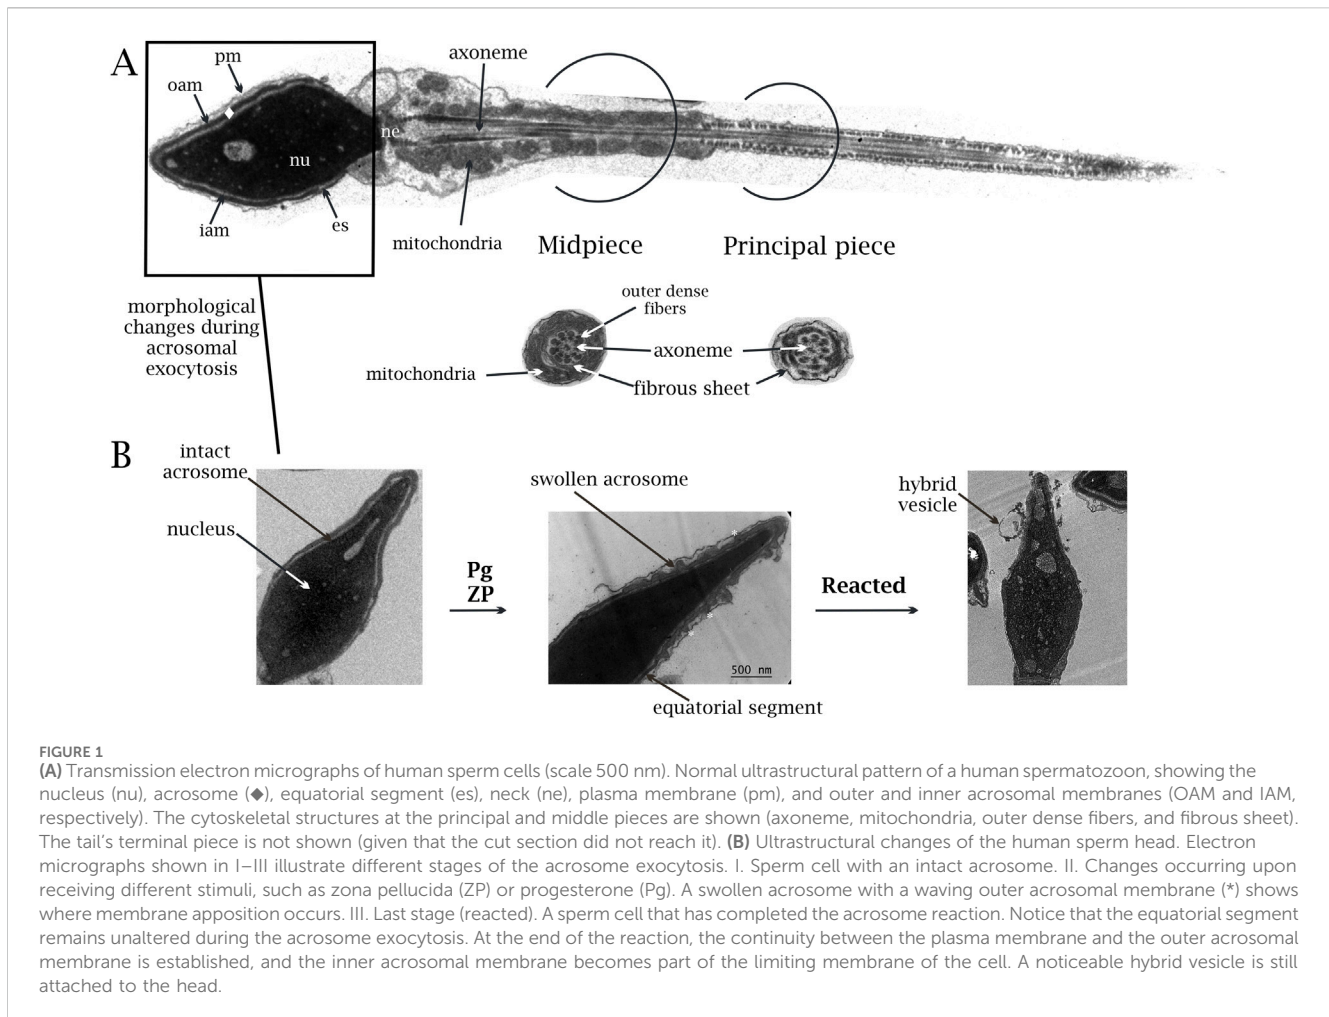 A
pm
oam
axoneme
ne
nu
iam
es
mitochondria
Midpiece
Principal piece
morphological
changes during
acrosomal
exocytosis
outer dense
fibers
axoneme
mitochondria
fibrous sheet
B
intact
acrosome
nucleus
Pg
ZP
swollen acrosome
*
*
*
500 nm
equatorial segment
Reacted
hybrid
vesicle
FIGURE 1
(A) Transmission electron micrographs of human sperm cells (scale 500 nm). Normal ultrastructural pattern of a human spermatozoon, showing the
nucleus (nu), acrosome (◆), equatorial segment (es), neck (ne), plasma membrane (pm), and outer and inner acrosomal membranes (OAM and IAM,
respectively). The cytoskeletal structures at the principal and middle pieces are shown (axoneme, mitochondria, outer dense fibers, and fibrous sheet).
The tail's terminal piece is not shown (given that the cut section did not reach it). (B) Ultrastructural changes of the human sperm head. Electron
micrographs shown in I–III illustrate different stages of the acrosome exocytosis. I. Sperm cell with an intact acrosome. II. Changes occurring upon
receiving different stimuli, such as zona pellucida (ZP) or progesterone (Pg). A swollen acrosome with a waving outer acrosomal membrane (*) shows
where membrane apposition occurs. III. Last stage (reacted). A sperm cell that has completed the acrosome reaction. Notice that the equatorial segment
remains unaltered during the acrosome exocytosis. At the end of the reaction, the continuity between the plasma membrane and the outer acrosomal
membrane is established, and the inner acrosomal membrane becomes part of the limiting membrane of the cell. A noticeable hybrid vesicle is still
attached to the head.